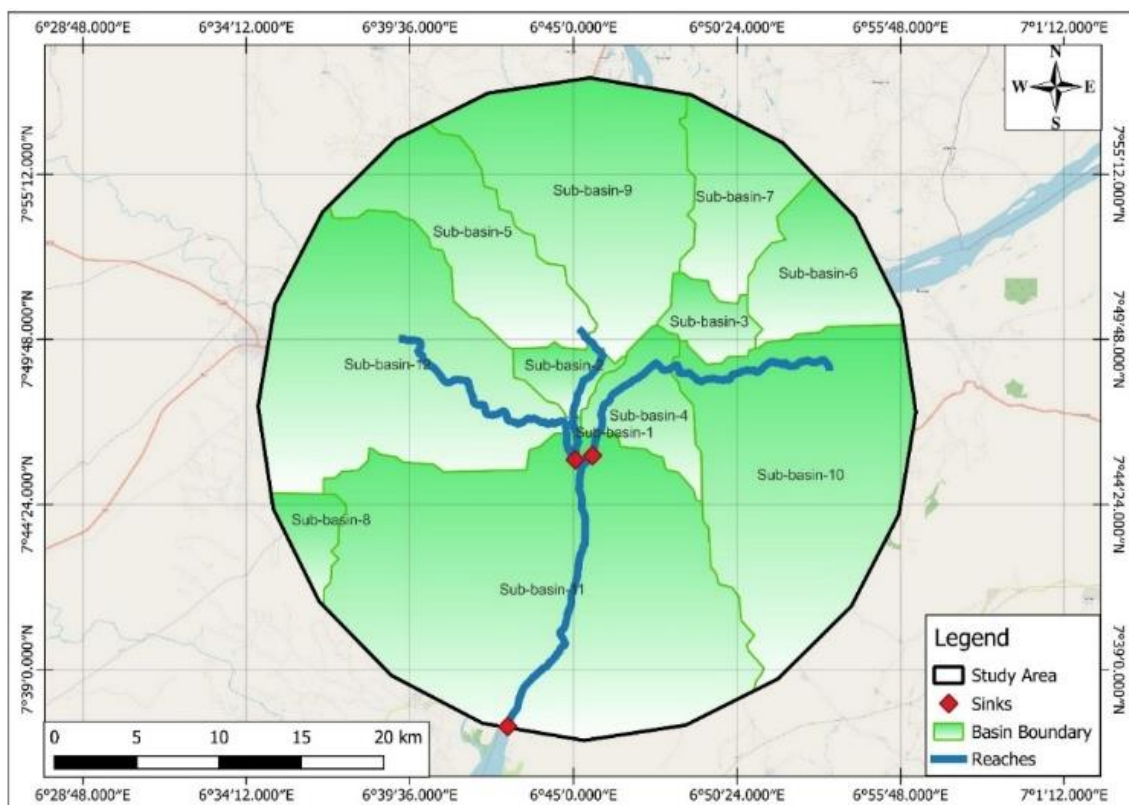 6°28'48.000"E 6°34'12.000"E 6°39'36.000"E 6°45'0.000"E 6°50'24.000"E 6°55'48.000"E 7°1'12.000"E
N
W E
S
7°55'12.000"N 7°55'12.000"N
Sub-basin-9
Sub-basin-7
Sub-basin-5
Sub-basin-6
7°49'48.000"N 7°49'48.000"N
Sub-basin-3
Sub-basin-12
Sub-basin-2
Sub-basin-4
Sub-basin-1
Sub-basin-10
7°44'24.000"N 7°44'24.000"N
Sub-basin-8
Sub-basin-11
7°39'0.000"N 7°39'0.000"N
Legend
Study Area
Sinks
Basin Boundary
Reaches
0 5 10 15 20 km
6°28'48.000"E 6°34'12.000"E 6°39'36.000"E 6°45'0.000"E 6°50'24.000"E 6°55'48.000"E 7°1'12.000"E